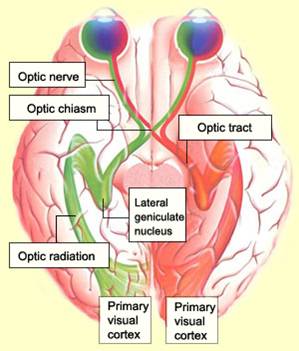 Optic nerve
Optic chiasm
Optic tract
Lateral
geniculate
nucleus
Optic radiation
Primary
visual
cortex
Primary
visual
cortex